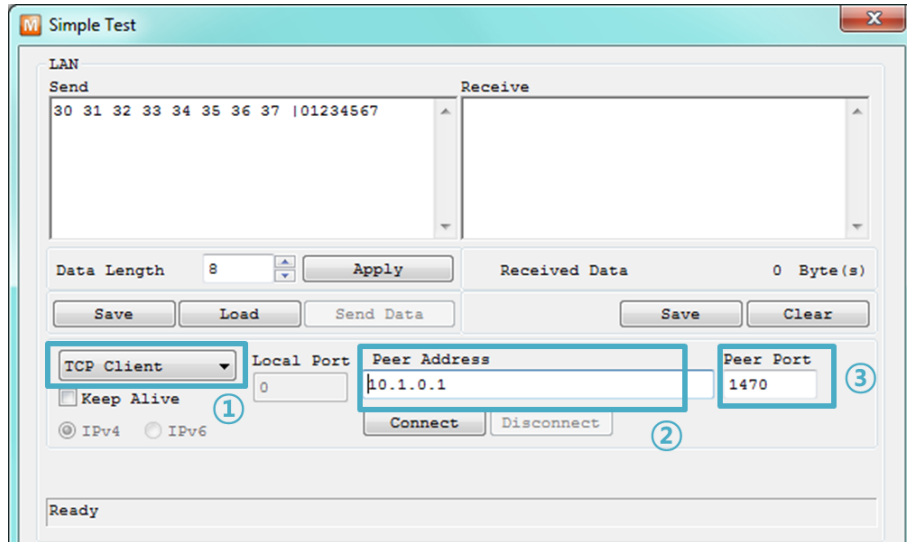 M Simple Test
LAN
Send Receive
30 31 32 33 34 35 36 37 |01234567
Data Length 8 Apply Received Data 0 Byte(s)
Save Load Send Data Save Clear
TCP Client Local Port Peer Address Peer Port
0 10.1.0.1 1470 ③
Keep Alive ①
IPv4 IPv6 Connect Disconnect ②
Ready